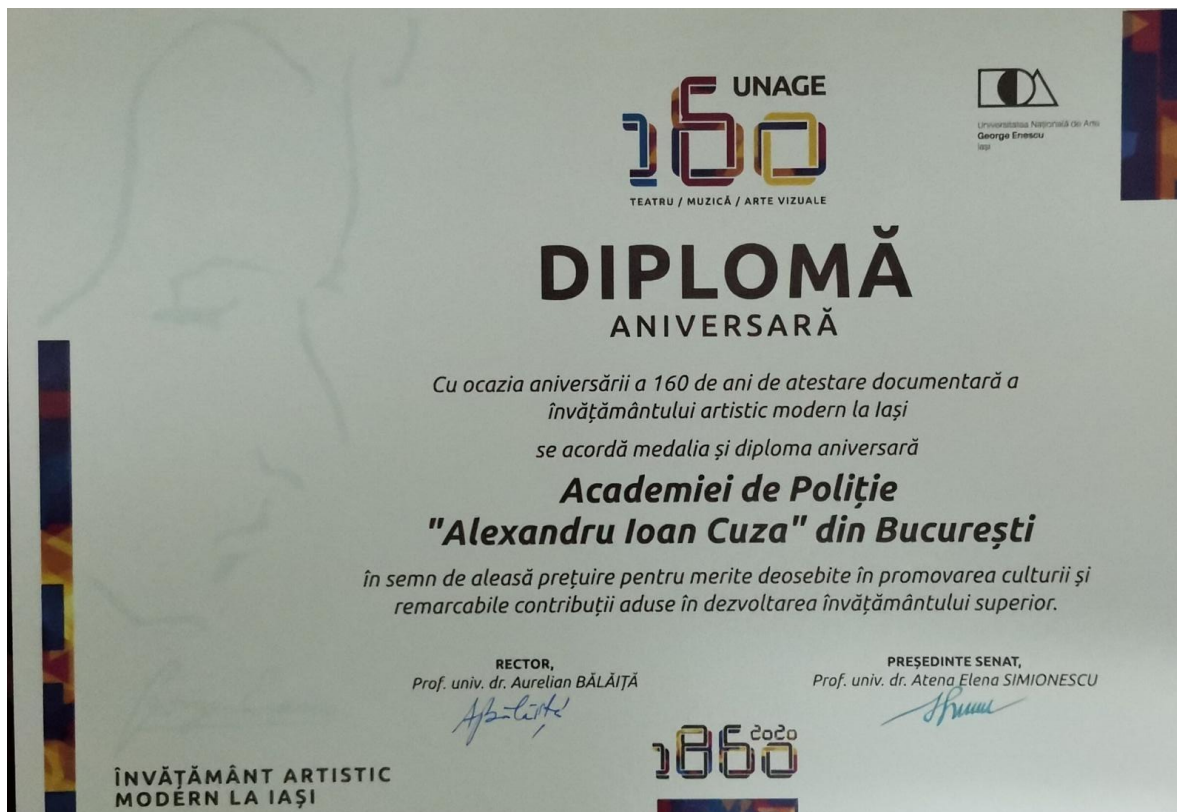 160 UNAGE
TEATRU / MUZICĂ / ARTE VIZUALE
Universitatea Națională de Arte
George Enescu
Iași
DIPLOMĂ
ANIVERSARĂ
Cu ocazia aniversării a 160 de ani de atestare documentară a
învățământului artistic modern la Iași
se acordă medalia și diploma aniversară
Academiei de Poliție
"Alexandru Ioan Cuza" din București
în semn de aleasă prețuire pentru merite deosebite în promovarea culturii și
remarcabile contribuții aduse în dezvoltarea învățământului superior.
RECTOR,
Prof. univ. dr. Aurelian BĂLĂIȚĂ
PREȘEDINTE SENAT,
Prof. univ. dr. Atena Elena SIMIONESCU
1860 2020
ÎNVĂȚĂMÂNT ARTISTIC
MODERN LA IAȘI